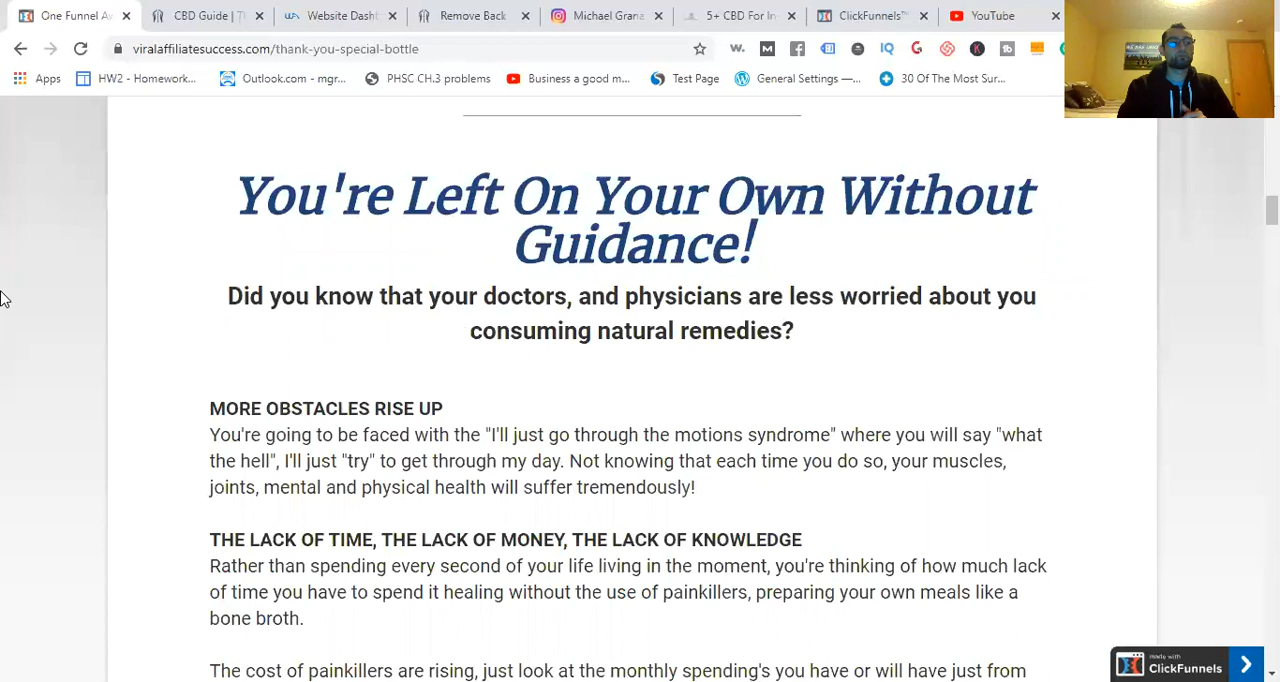 One Funnel Aw
CBD Guide | T
Website Dash
Remove Back
Michael Gran
5+ CBD For In
ClickFunnels™
YouTube
viralaffiliatesuccess.com/thank-you-special-bottle
Apps
HW2 - Homework...
Outlook.com - mgr...
PHSC CH.3 problems
Business a good m...
Test Page
General Settings —...
30 Of The Most Sur...
You're Left On Your Own Without
Guidance!
Did you know that your doctors, and physicians are less worried about you
consuming natural remedies?
MORE OBSTACLES RISE UP
You're going to be faced with the "I'll just go through the motions syndrome" where you will say "what
the hell", I'll just "try" to get through my day. Not knowing that each time you do so, your muscles,
joints, mental and physical health will suffer tremendously!
THE LACK OF TIME, THE LACK OF MONEY, THE LACK OF KNOWLEDGE
Rather than spending every second of your life living in the moment, you're thinking of how much lack
of time you have to spend it healing without the use of painkillers, preparing your own meals like a
bone broth.
The cost of painkillers are rising, just look at the monthly spending's you have or will have just from
made with
ClickFunnels